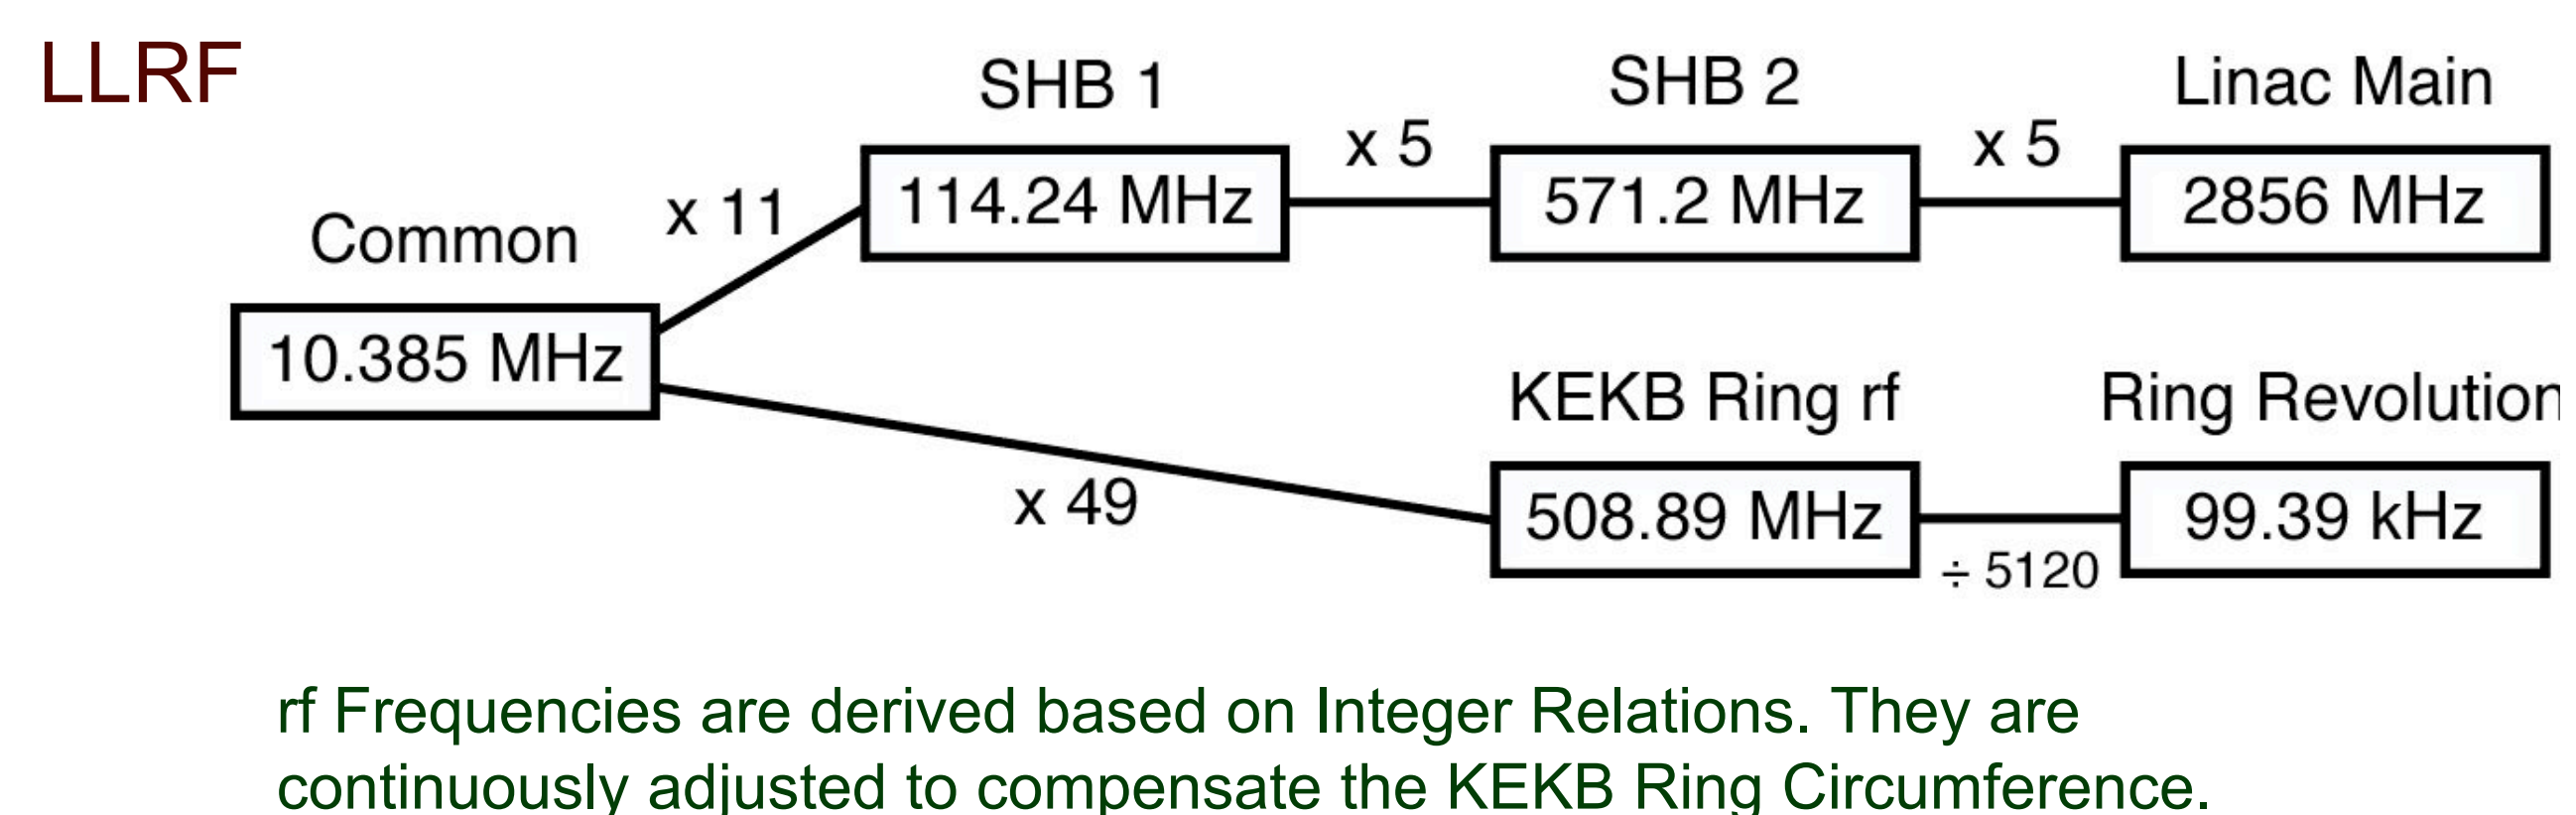 LLRF
SHB 1
SHB 2
Linac Main
x 5
x 5
x 11
114.24 MHz
571.2 MHz
2856 MHz
Common
10.385 MHz
KEKB Ring rf
Ring Revolution
x 49
508.89 MHz
99.39 kHz
÷ 5120
rf Frequencies are derived based on Integer Relations. They are
continuously adjusted to compensate the KEKB Ring Circumference.